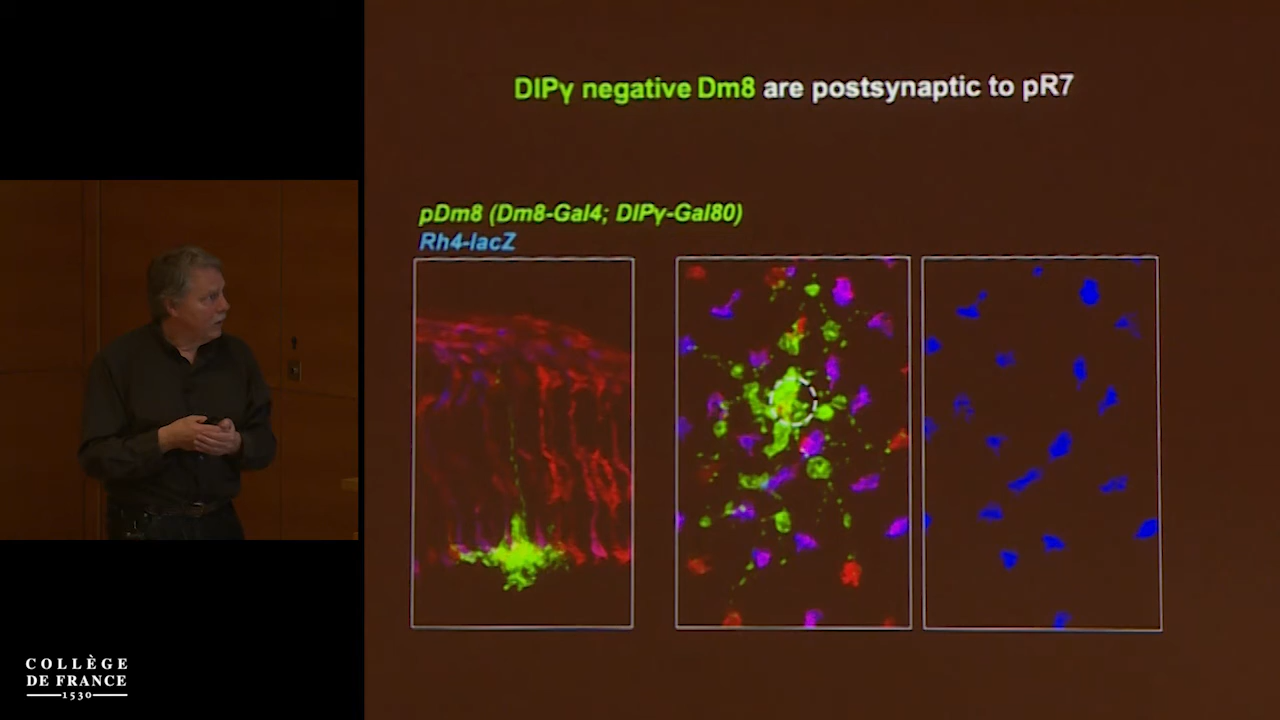 DIPγ negative Dm8 are postsynaptic to pR7
pDm8 (Dm8-Gal4; DIPγ-Gal80)
Rh4-lacZ
COLLÈGE
DE FRANCE
1530